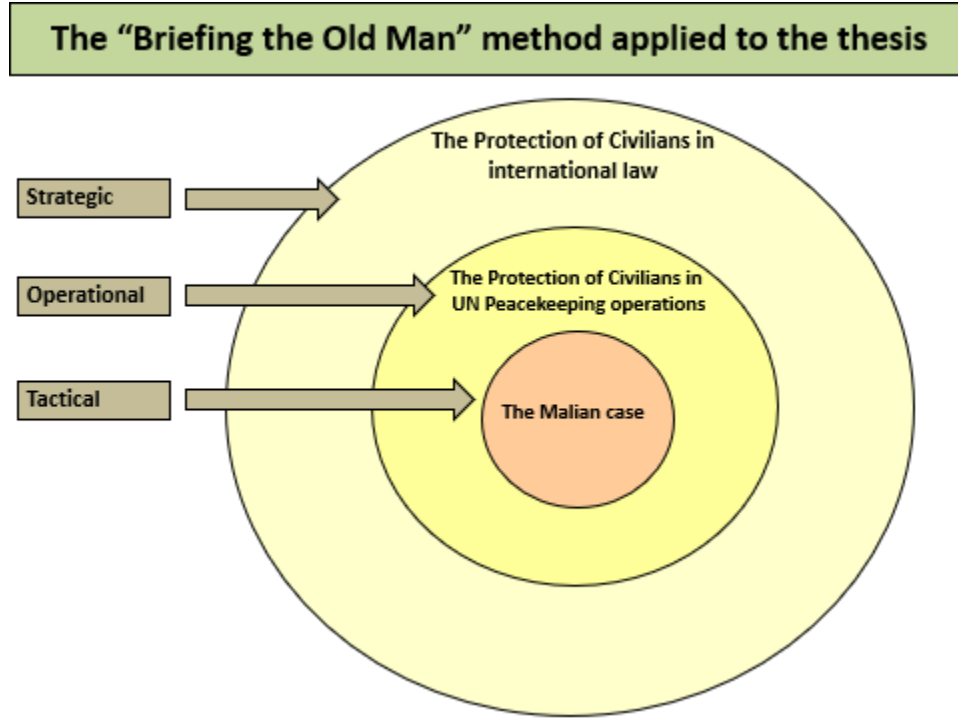 The “Briefing the Old Man” method applied to the thesis
The Protection of Civilians in
international law
Strategic
The Protection of Civilians in
UN Peacekeeping operations
Operational
Tactical
The Malian case